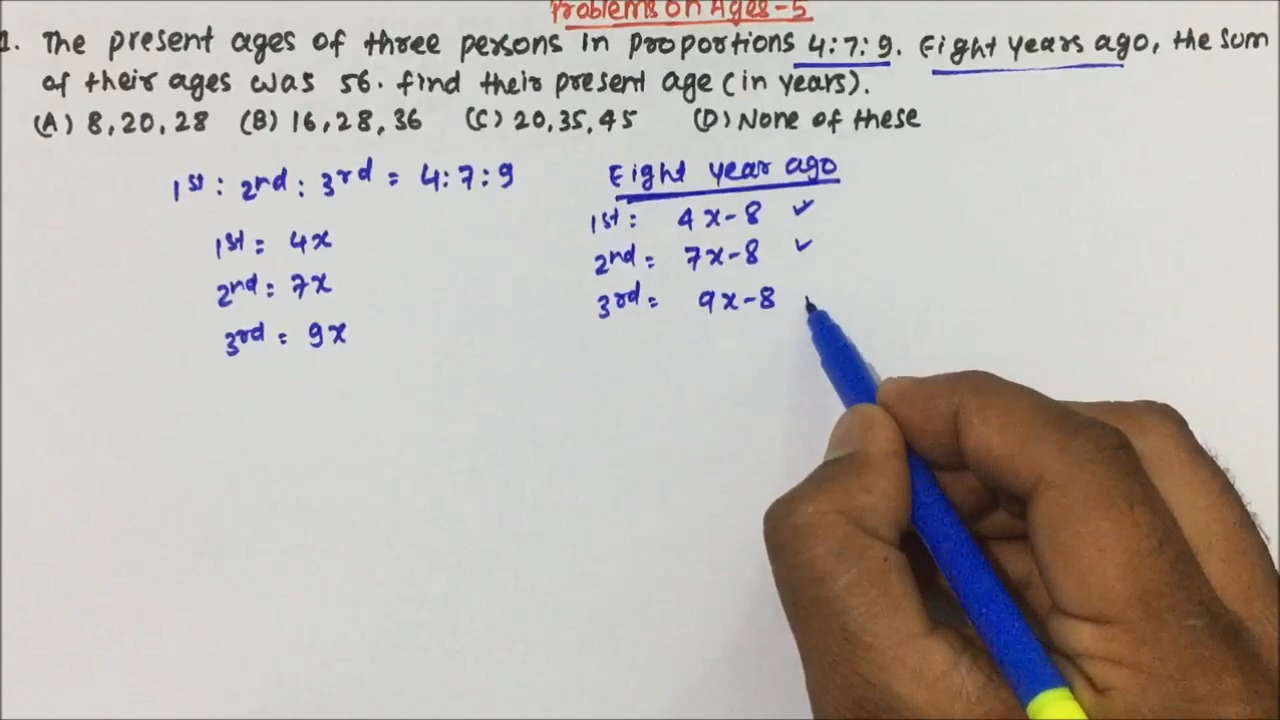 Problems on Ages-5
1. The present ages of three persons in proportions 4:7:9. Eight years ago, the sum
of their ages was 56. find their present age (in years).
(A) 8,20,28 (B) 16,28,36 (C) 20,35,45 (D) None of these
1st : 2nd : 3rd = 4:7:9
1st = 4x
2nd = 7x
3rd = 9x
Eight year ago
1st = 4x-8 ✓
2nd = 7x-8 ✓
3rd = 9x-8